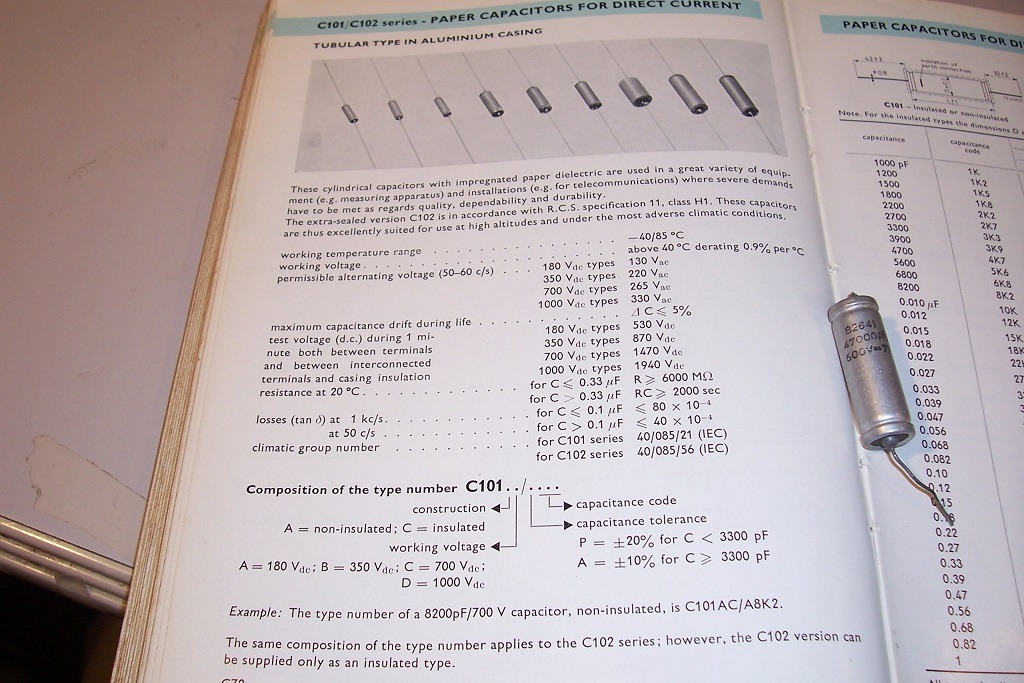 C101/C102 series - PAPER CAPACITORS FOR DIRECT CURRENT
TUBULAR TYPE IN ALUMINIUM CASING
These cylindrical capacitors with impregnated paper dielectric are used in a great variety of equip-
ment (e.g. measuring apparatus) and installations (e.g. for telecommunications) where severe demands
have to be met as regards quality, dependability and durability.
The extra-sealed version C102 is in accordance with R.C.S. specification 11, class H1. These capacitors
are thus excellently suited for use at high altitudes and under the most adverse climatic conditions.
working temperature range . . . . . . . . . . . . . . . . . −40/85 °C
working voltage . . . . . . . . . . . . . . . . . . . . . above 40 °C derating 0.9% per °C
permissible alternating voltage (50–60 c/s) . . . 180 Vdc types 130 Vac
350 Vdc types 220 Vac
700 Vdc types 265 Vac
1000 Vdc types 330 Vac
maximum capacitance drift during life . . . . . . . . . . . . . Δ C ≤ 5%
test voltage (d.c.) during 1 mi- 180 Vdc types 530 Vdc
nute both between terminals 350 Vdc types 870 Vdc
and between interconnected 700 Vdc types 1470 Vdc
terminals and casing insulation 1000 Vdc types 1940 Vdc
resistance at 20 °C . . . . . . . . . . . . . for C ≤ 0.33 μF R ≥ 6000 MΩ
for C > 0.33 μF RC ≥ 2000 sec
losses (tan δ) at 1 kc/s . . . . . . . . . . . for C ≤ 0.1 μF ≤ 80 × 10−4
at 50 c/s . . . . . . . . . . . for C > 0.1 μF ≤ 40 × 10−4
climatic group number . . . . . . . . . . . for C101 series 40/085/21 (IEC)
for C102 series 40/085/56 (IEC)
Composition of the type number C101 . . / . . . .
construction
capacitance code
A = non-insulated; C = insulated
capacitance tolerance
working voltage
P = ±20% for C < 3300 pF
A = 180 Vdc; B = 350 Vdc; C = 700 Vdc;
A = ±10% for C ≥ 3300 pF
D = 1000 Vdc
Example: The type number of a 8200pF/700 V capacitor, non-insulated, is C101AC/A8K2.
The same composition of the type number applies to the C102 series; however, the C102 version can
be supplied only as an insulated type.
PAPER CAPACITORS FOR
indication of
earth connection
C101 – Insulated or non-insulated
Note. For the insulated types the dimensions D
capacitance
capacitance
code
1000 pF 1K
1200 1K2
1500 1K5
1800 1K8
2200 2K2
2700 2K7
3300 3K3
3900 3K9
4700 4K7
5600 5K6
6800 6K8
8200 8K2
0.010 μF 10K
0.012 12K
0.015
0.018
0.022
0.027
0.033
0.039
0.047
0.056
0.068
0.082
0.10
0.12
0.22
0.27
0.33
0.39
0.47
0.56
0.68
0.82
1
82641
47000